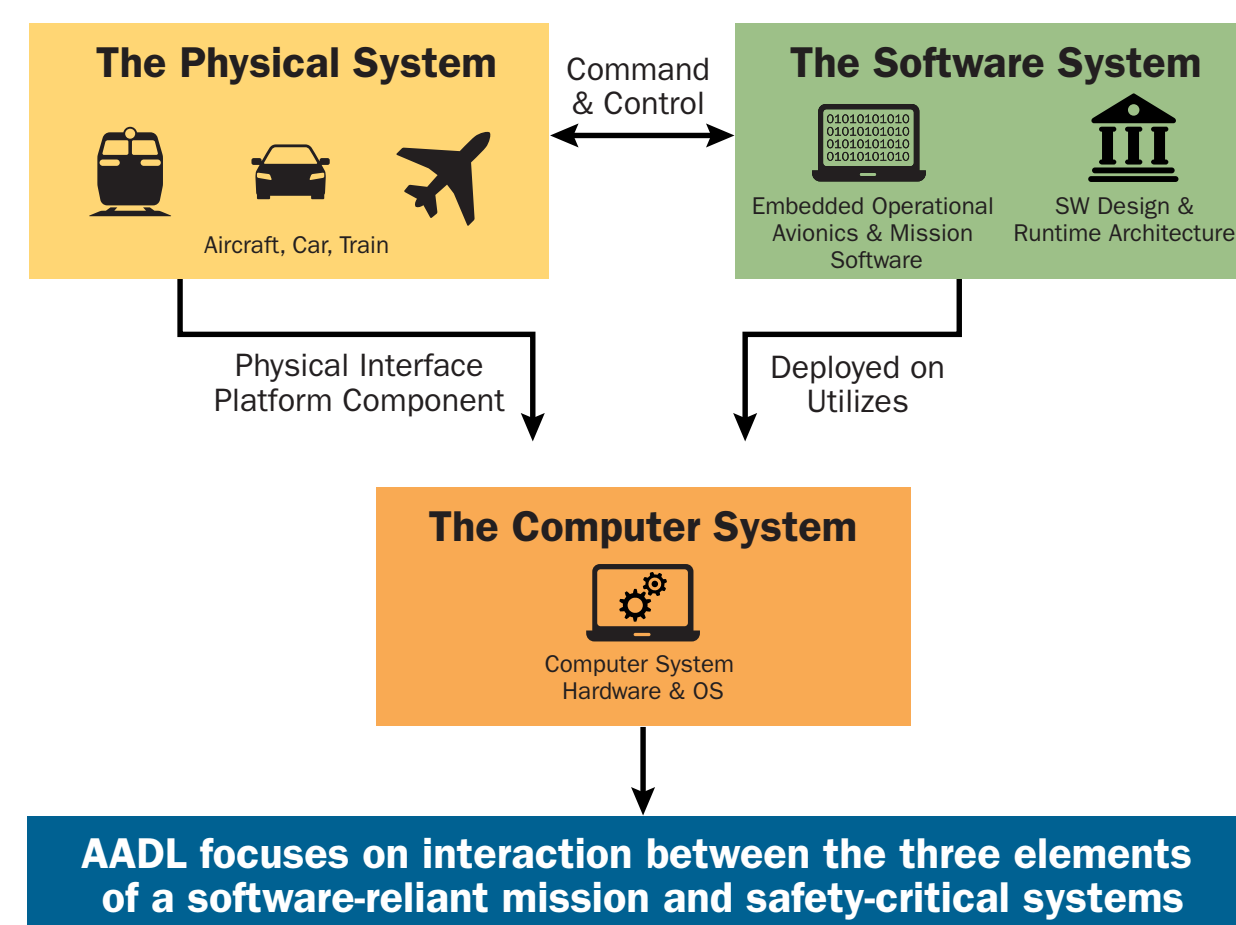 The Physical System
Aircraft, Car, Train
Command
& Control
The Software System
01010101010
01010101010
01010101010
01010101010
Embedded Operational
Avionics & Mission
Software
SW Design &
Runtime Architecture
Physical Interface
Platform Component
Deployed on
Utilizes
The Computer System
Computer System
Hardware & OS
AADL focuses on interaction between the three elements
of a software-reliant mission and safety-critical systems